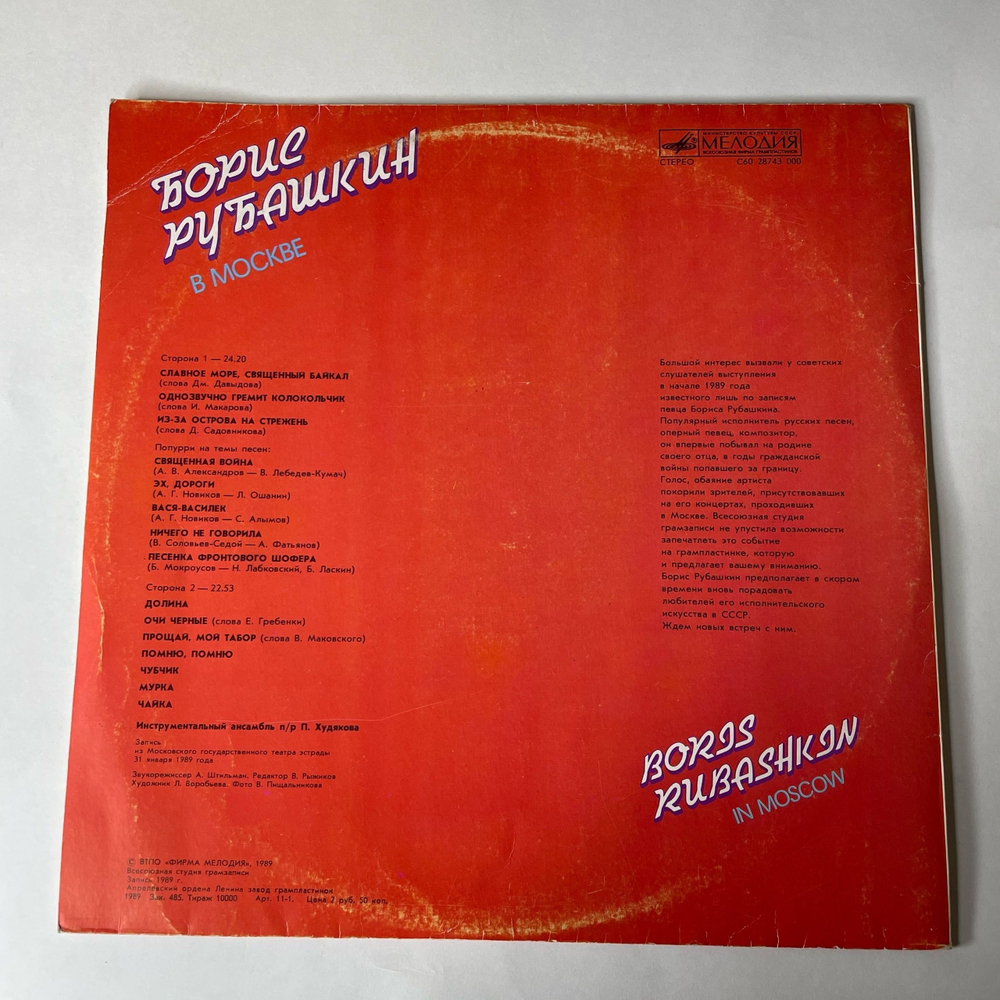 БОРИС
РУБАШКИН
В МОСКВЕ
МИНИСТЕРСТВО КУЛЬТУРЫ СССР
МЕЛОДИЯ
ВСЕСОЮЗНАЯ ФИРМА ГРАМПЛАСТИНОК
СТЕРЕО С60 28743 000
Сторона 1 — 24.20
СЛАВНОЕ МОРЕ, СВЯЩЕННЫЙ БАЙКАЛ
(слова Дм. Давыдова)
ОДНОЗВУЧНО ГРЕМИТ КОЛОКОЛЬЧИК
(слова И. Макарова)
ИЗ-ЗА ОСТРОВА НА СТРЕЖЕНЬ
(слова Д. Садовникова)
Попурри на темы песен:
СВЯЩЕННАЯ ВОЙНА
(А. В. Александров — В. Лебедев-Кумач)
ЭХ, ДОРОГИ
(А. Г. Новиков — Л. Ошанин)
ВАСЯ-ВАСИЛЕК
(А. Г. Новиков — С. Алымов)
НИЧЕГО НЕ ГОВОРИЛА
(В. Соловьев-Седой — А. Фатьянов)
ПЕСЕНКА ФРОНТОВОГО ШОФЕРА
(Б. Мокроусов — Н. Лабковский, Б. Ласкин)
Сторона 2 — 22.53
ДОЛИНА
ОЧИ ЧЕРНЫЕ (слова Е. Гребенки)
ПРОЩАЙ, МОЙ ТАБОР (слова В. Маковского)
ПОМНЮ, ПОМНЮ
ЧУБЧИК
МУРКА
ЧАЙКА
Инструментальный ансамбль п/р П. Худякова
Запись
из Московского государственного театра эстрады
31 января 1989 года
Звукорежиссер А. Штильман. Редактор В. Рыжиков
Художник Л. Воробьева. Фото В. Пищальникова
© ВТПО «ФИРМА МЕЛОДИЯ», 1989
Всесоюзная студия грамзаписи
Запись 1989 г.
Апрелевский ордена Ленина завод грампластинок
1989. Зак. 485. Тираж 10000 Арт. 11-1. Цена 2 руб. 50 коп.
Большой интерес вызвали у советских
слушателей выступления
в начале 1989 года
известного лишь по записям
певца Бориса Рубашкина.
Популярный исполнитель русских песен,
оперный певец, композитор,
он впервые побывал на родине
своего отца, в годы гражданской
войны попавшего за границу.
Голос, обаяние артиста
покорили зрителей, присутствовавших
на его концертах, проходивших
в Москве. Всесоюзная студия
грамзаписи не упустила возможности
запечатлеть это событие
на грампластинке, которую
и предлагает вашему вниманию.
Борис Рубашкин предполагает в скором
времени вновь порадовать
любителей его исполнительского
искусства в СССР.
Ждем новых встреч с ним.
BORIS
RUBASHKIN
IN MOSCOW